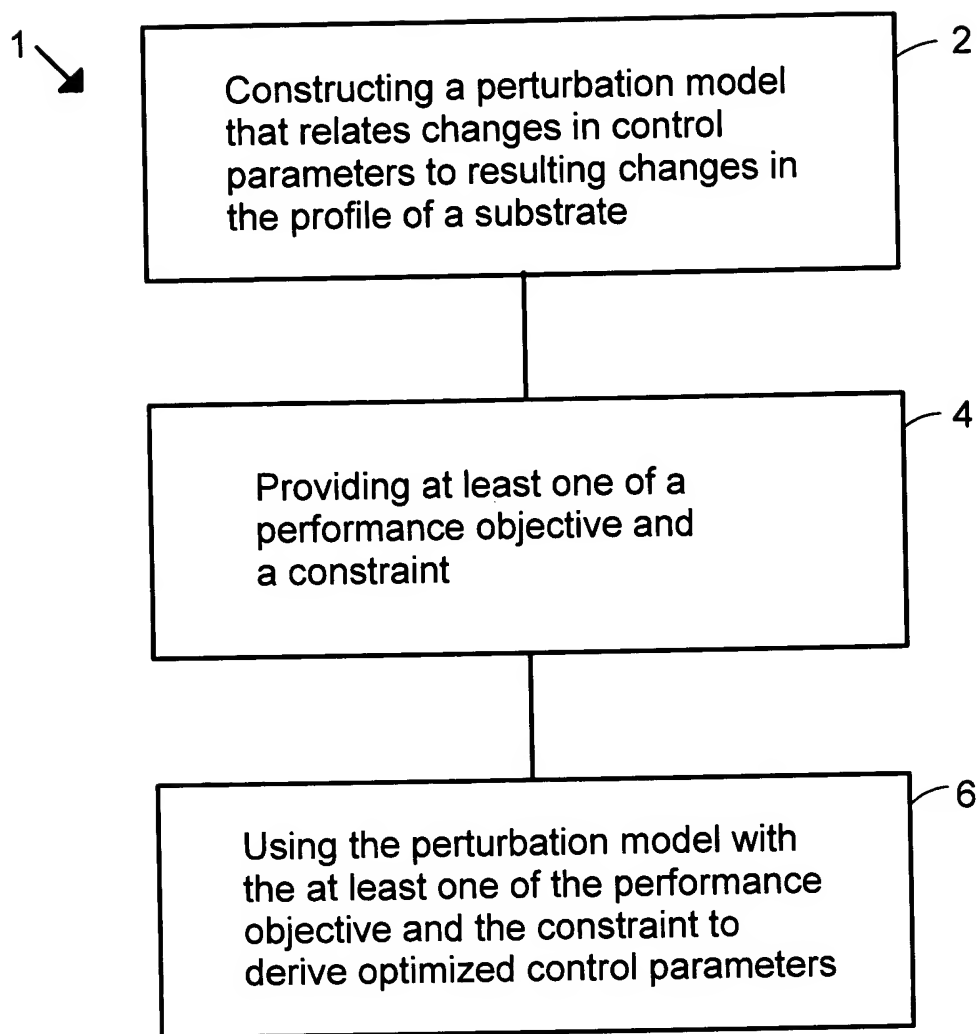 1
2
Constructing a perturbation model
that relates changes in control
parameters to resulting changes in
the profile of a substrate
4
Providing at least one of a
performance objective and
a constraint
6
Using the perturbation model with
the at least one of the performance
objective and the constraint to
derive optimized control parameters